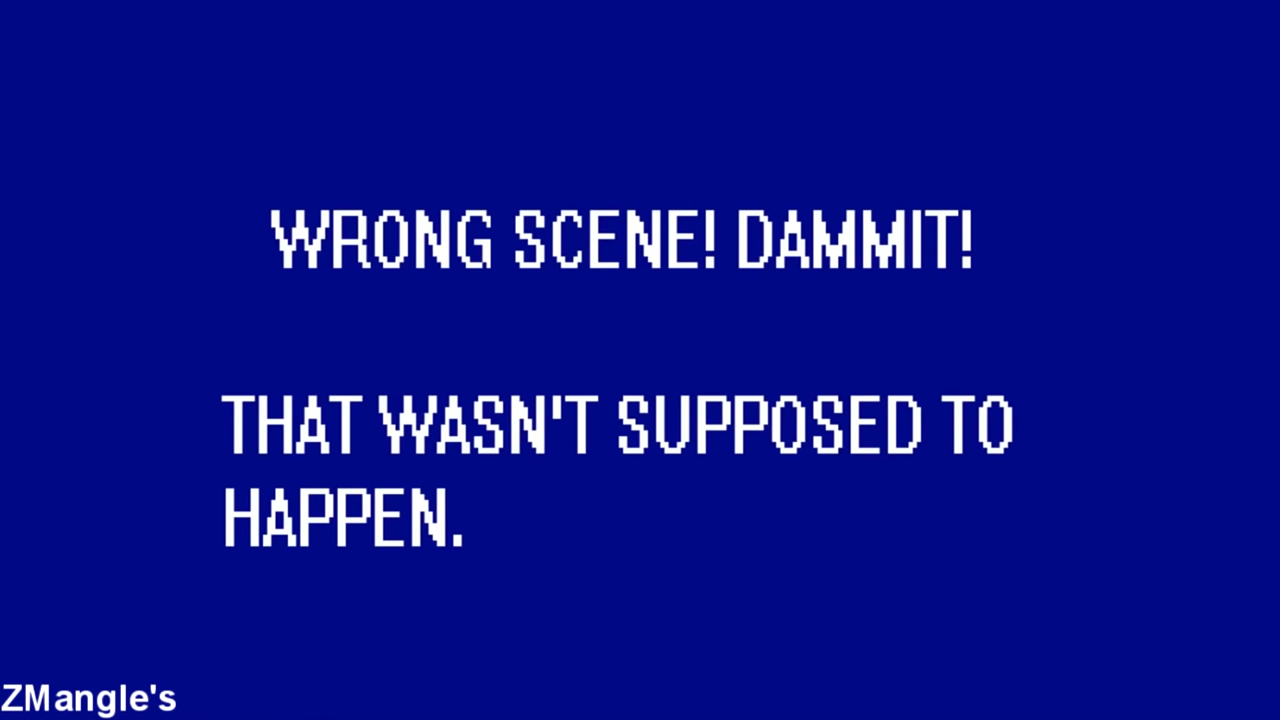 WRONG SCENE! DAMMIT!
THAT WASN'T SUPPOSED TO
HAPPEN.
ZMangle's